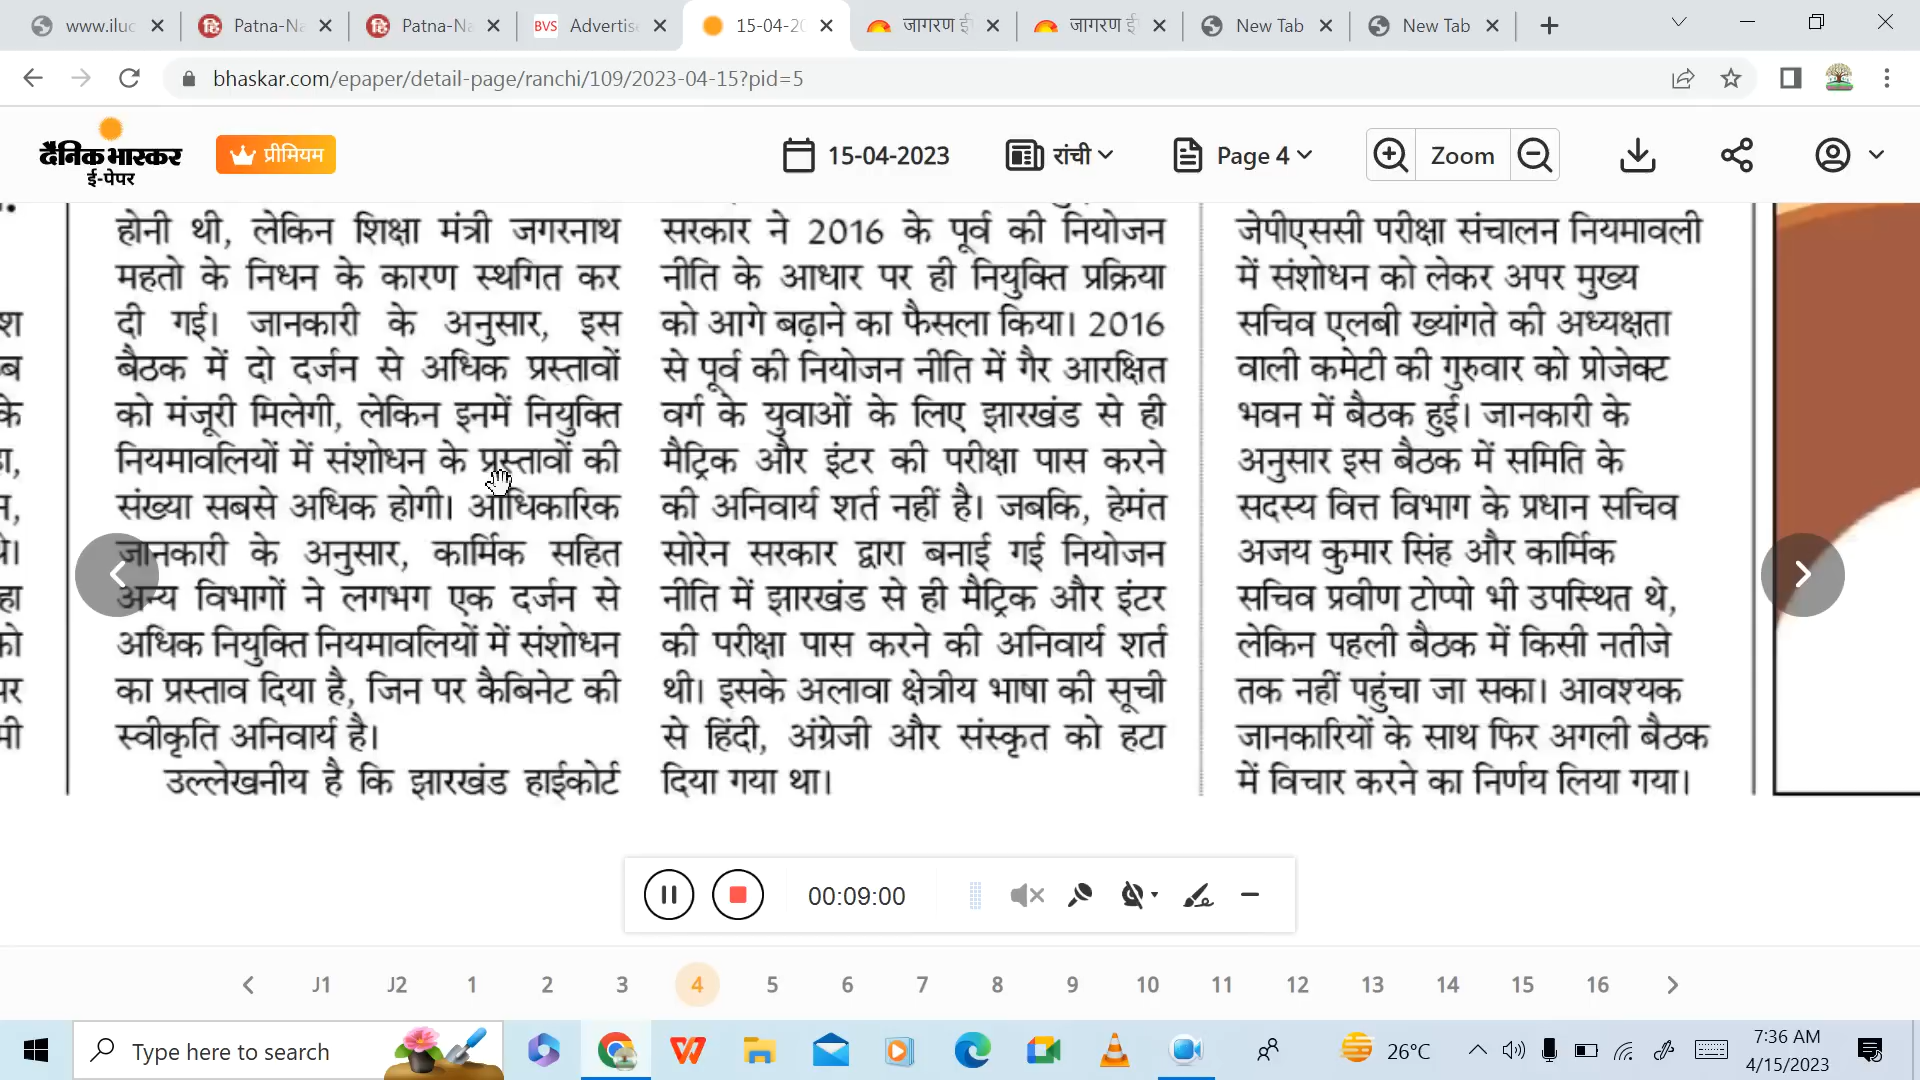 www.iluc
Patna-Na
Patna-Na
BVS Advertise
15-04-20
जागरण ई
जागरण ई
New Tab
New Tab
bhaskar.com/epaper/detail-page/ranchi/109/2023-04-15?pid=5
दैनिक भास्कर
ई-पेपर
प्रीमियम
15-04-2023
रांची
Page 4
Zoom
होनी थी, लेकिन शिक्षा मंत्री जगरनाथ
महतो के निधन के कारण स्थगित कर
दी गई। जानकारी के अनुसार, इस
बैठक में दो दर्जन से अधिक प्रस्तावों
को मंजूरी मिलेगी, लेकिन इनमें नियुक्ति
नियमावलियों में संशोधन के प्रस्तावों की
संख्या सबसे अधिक होगी। आधिकारिक
जानकारी के अनुसार, कार्मिक सहित
अन्य विभागों ने लगभग एक दर्जन से
अधिक नियुक्ति नियमावलियों में संशोधन
का प्रस्ताव दिया है, जिन पर कैबिनेट की
स्वीकृति अनिवार्य है।
उल्लेखनीय है कि झारखंड हाईकोर्ट
सरकार ने 2016 के पूर्व की नियोजन
नीति के आधार पर ही नियुक्ति प्रक्रिया
को आगे बढ़ाने का फैसला किया। 2016
से पूर्व की नियोजन नीति में गैर आरक्षित
वर्ग के युवाओं के लिए झारखंड से ही
मैट्रिक और इंटर की परीक्षा पास करने
की अनिवार्य शर्त नहीं है। जबकि, हेमंत
सोरेन सरकार द्वारा बनाई गई नियोजन
नीति में झारखंड से ही मैट्रिक और इंटर
की परीक्षा पास करने की अनिवार्य शर्त
थी। इसके अलावा क्षेत्रीय भाषा की सूची
से हिंदी, अंग्रेजी और संस्कृत को हटा
दिया गया था।
जेपीएससी परीक्षा संचालन नियमावली
में संशोधन को लेकर अपर मुख्य
सचिव एलबी ख्यांगते की अध्यक्षता
वाली कमेटी की गुरुवार को प्रोजेक्ट
भवन में बैठक हुई। जानकारी के
अनुसार इस बैठक में समिति के
सदस्य वित्त विभाग के प्रधान सचिव
अजय कुमार सिंह और कार्मिक
सचिव प्रवीण टोप्पो भी उपस्थित थे,
लेकिन पहली बैठक में किसी नतीजे
तक नहीं पहुंचा जा सका। आवश्यक
जानकारियों के साथ फिर अगली बैठक
में विचार करने का निर्णय लिया गया।
00:09:00
J1 J2 1 2 3 4 5 6 7 8 9 10 11 12 13 14 15 16
Type here to search
26°C
7:36 AM
4/15/2023